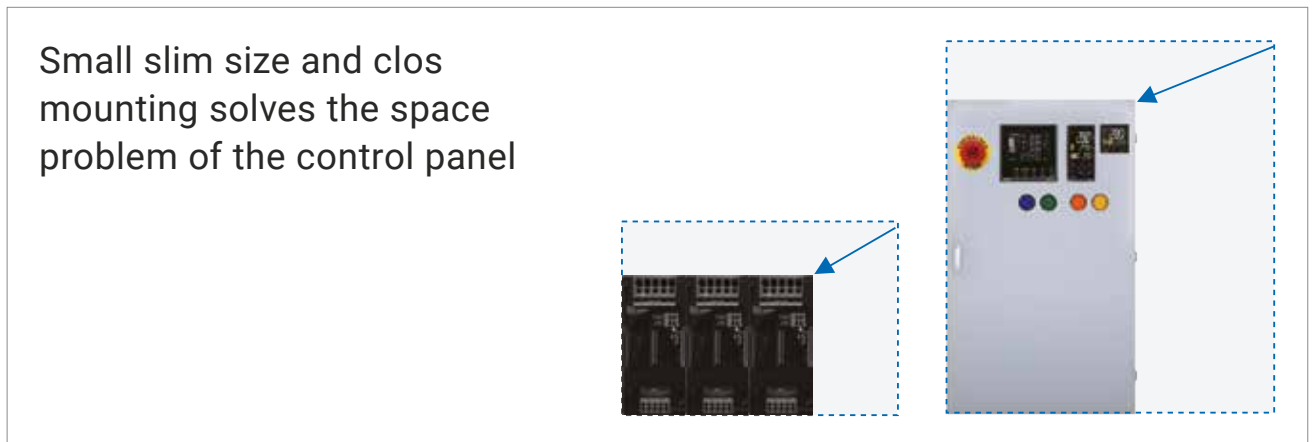 Small slim size and clos
mounting solves the space
problem of the control panel